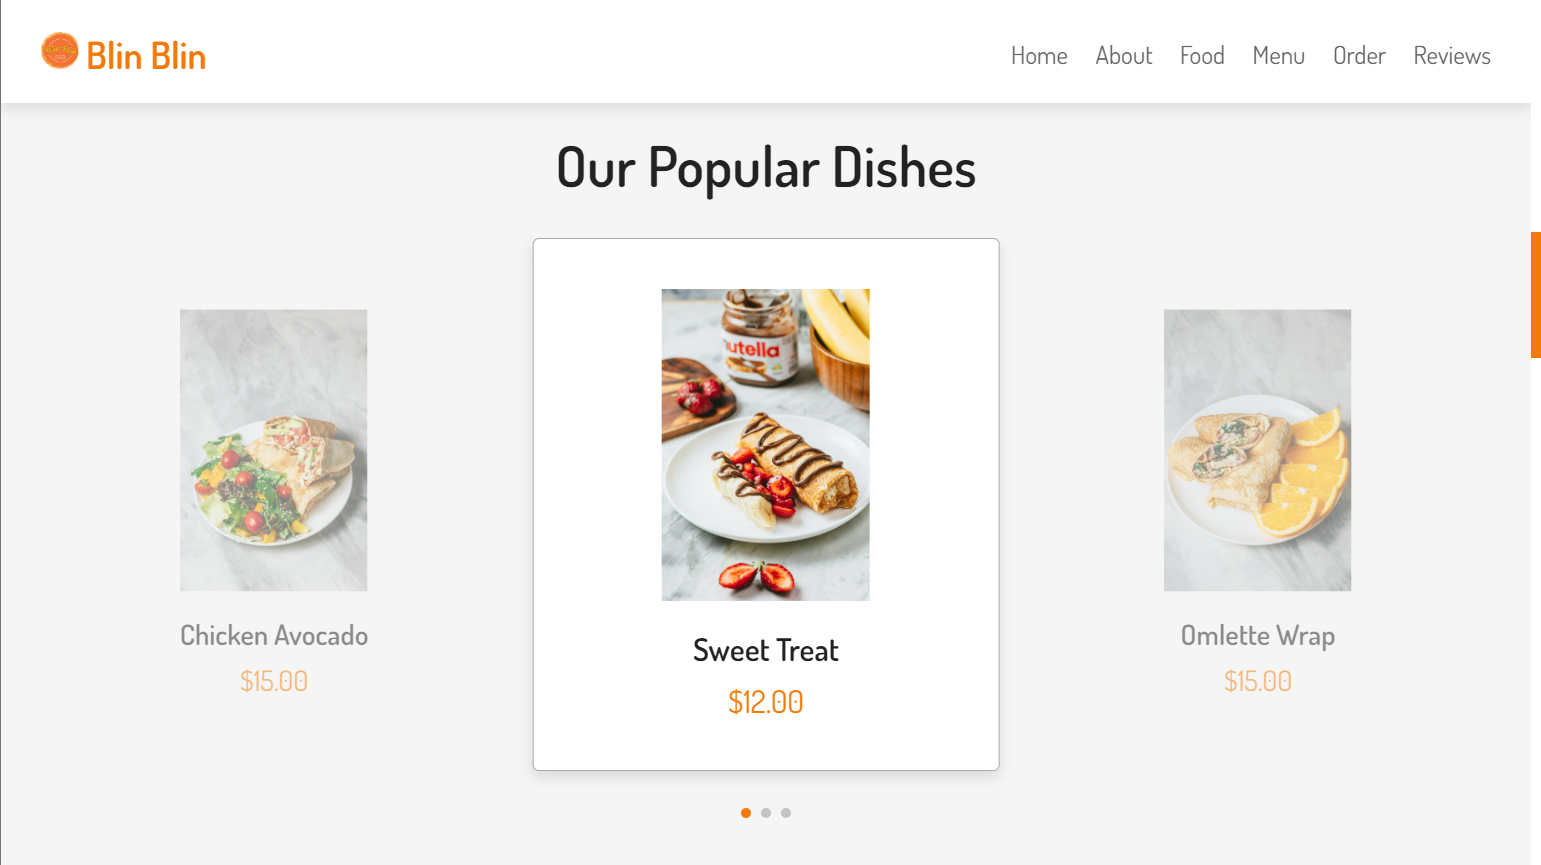 Blin Blin
Home About Food Menu Order Reviews
Our Popular Dishes
nutella
Chicken Avocado
$15.00
Sweet Treat
$12.00
Omlette Wrap
$15.00